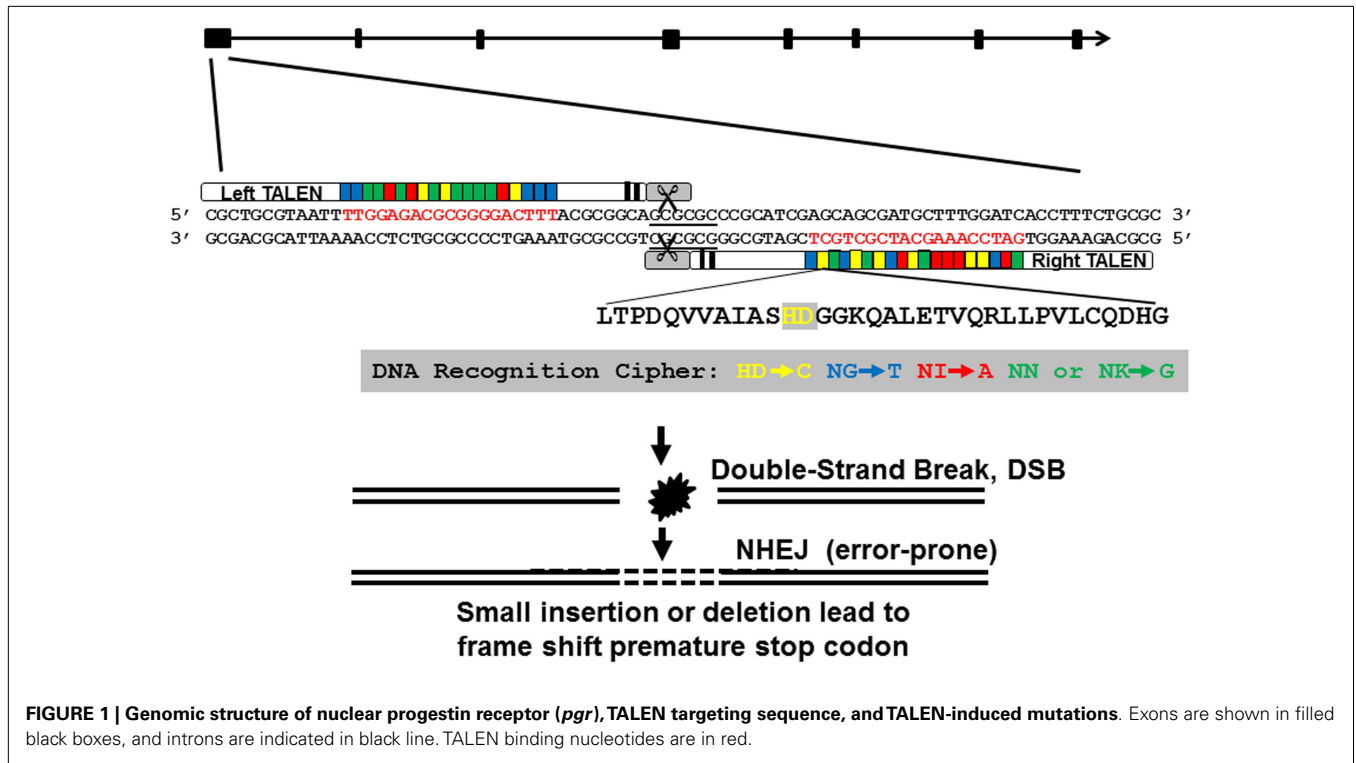 Left TALEN
5' CGCTGCGTAATTTTGGAGACGCGGGGACTTTACGCGGCAGCGCGCCCGCATCGAGCAGCGATGCTTTGGATCACCTTTCTGCGC 3'
3' GCGACGCATTAAAACCTCTGCGCCCCTGAAATGCGCCGTCGCGCGGGCGTAGCTCGTCGCTACGAAACCTAGTGGAAAGACGCG 5'
Right TALEN
LTPDQVVAIASHDGGKQALETVQRLLPVLCQDHG
DNA Recognition Cipher: HD→C NG→T NI→A NN or NK→G
Double-Strand Break, DSB
NHEJ (error-prone)
Small insertion or deletion lead to
frame shift premature stop codon
FIGURE 1 | Genomic structure of nuclear progestin receptor (pgr), TALEN targeting sequence, and TALEN-induced mutations. Exons are shown in filled
black boxes, and introns are indicated in black line. TALEN binding nucleotides are in red.